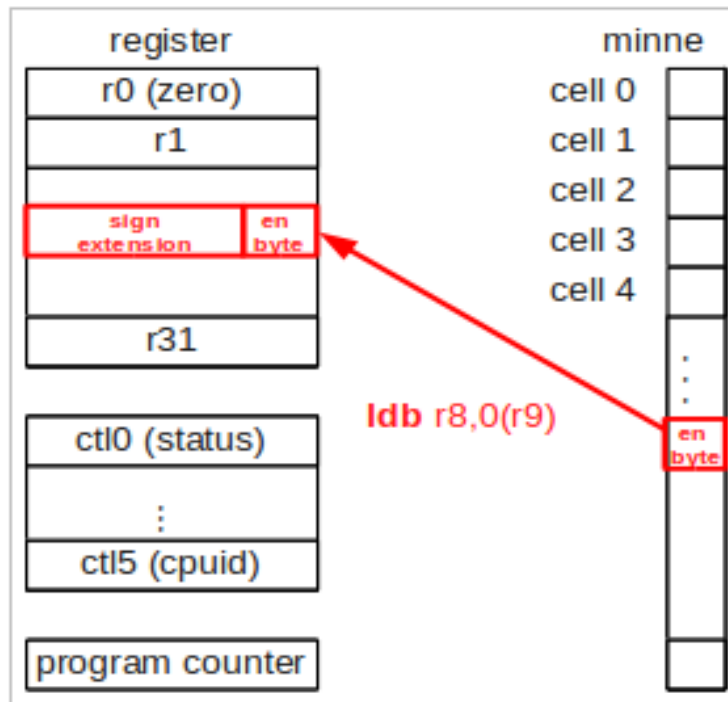 register
minne
r0 (zero)
cell 0
r1
cell 1
cell 2
sign
extension
en
byte
cell 3
cell 4
r31
ldb r8,0(r9)
en
byte
ctl0 (status)
ctl5 (cpuid)
program counter